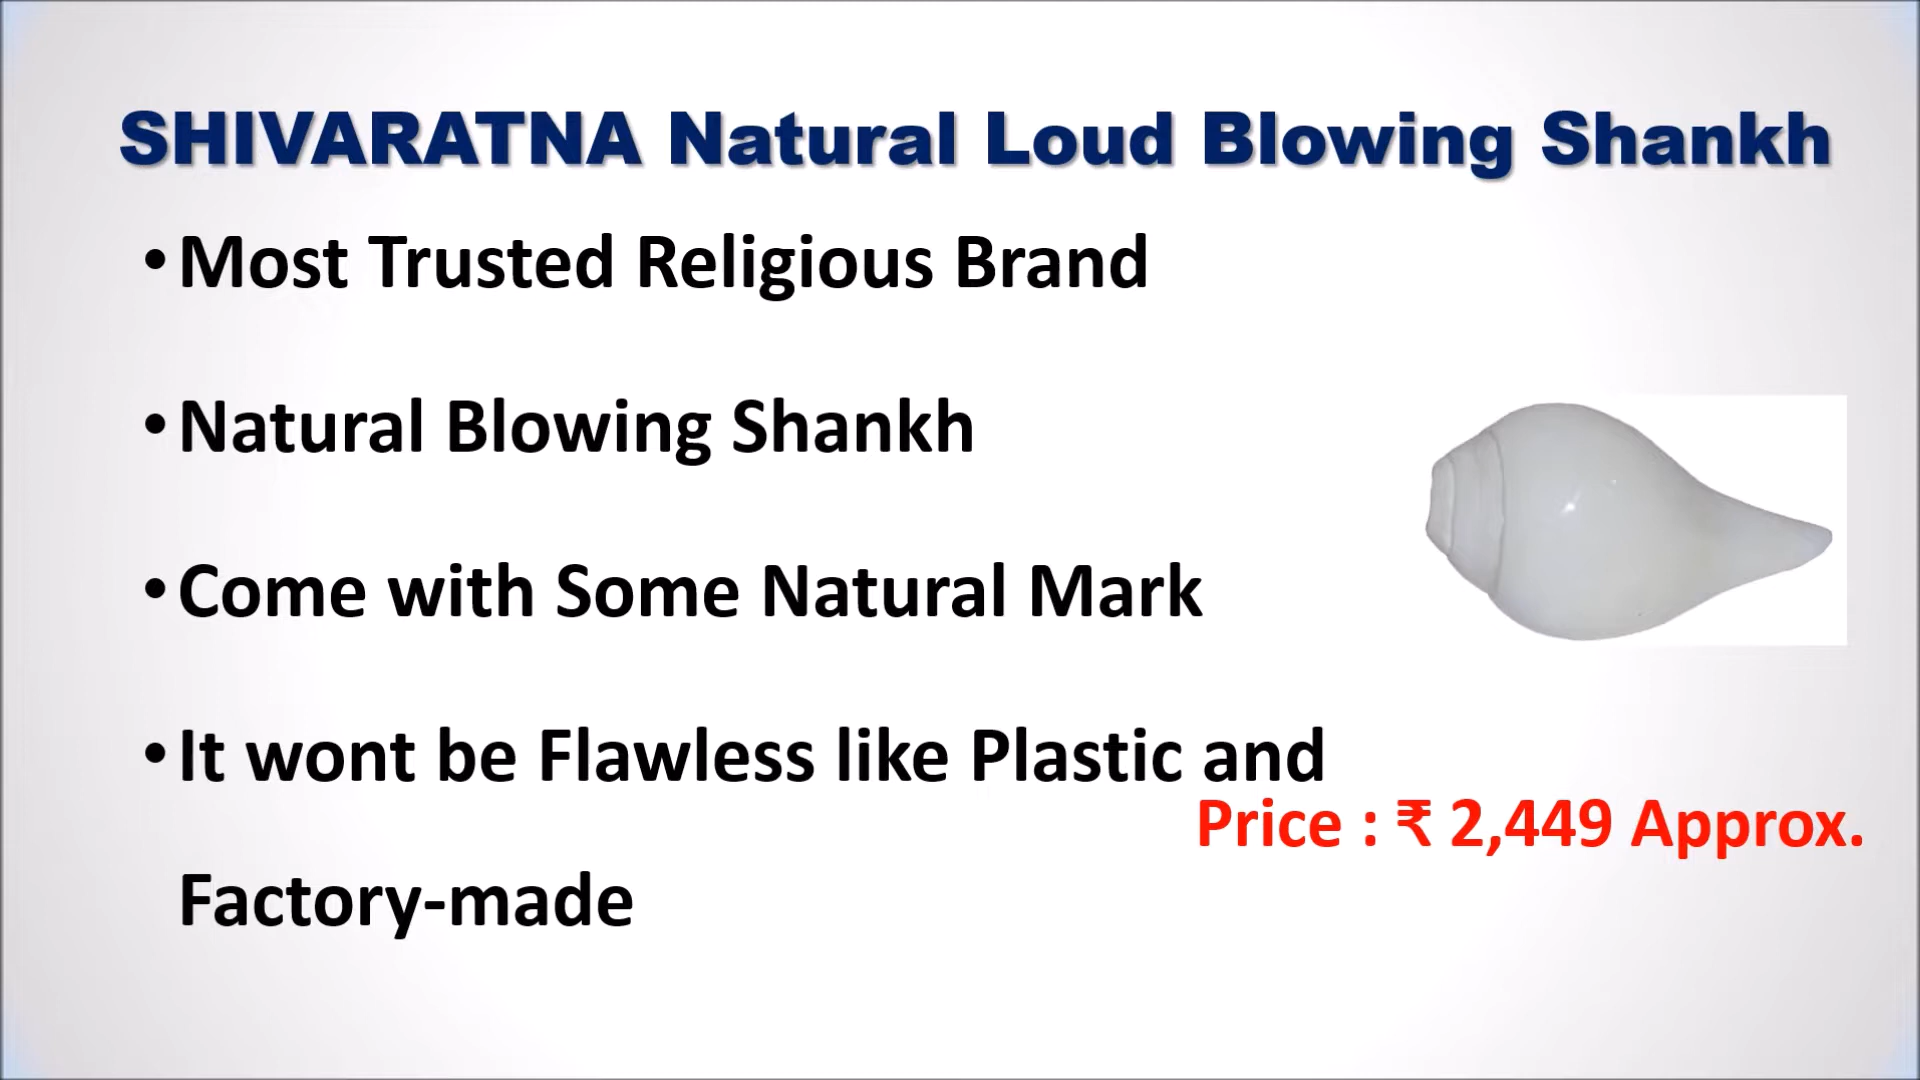 SHIVARATNA Natural Loud Blowing Shankh
• Most Trusted Religious Brand
• Natural Blowing Shankh
• Come with Some Natural Mark
• It wont be Flawless like Plastic and
Price : ₹ 2,449 Approx.
Factory-made